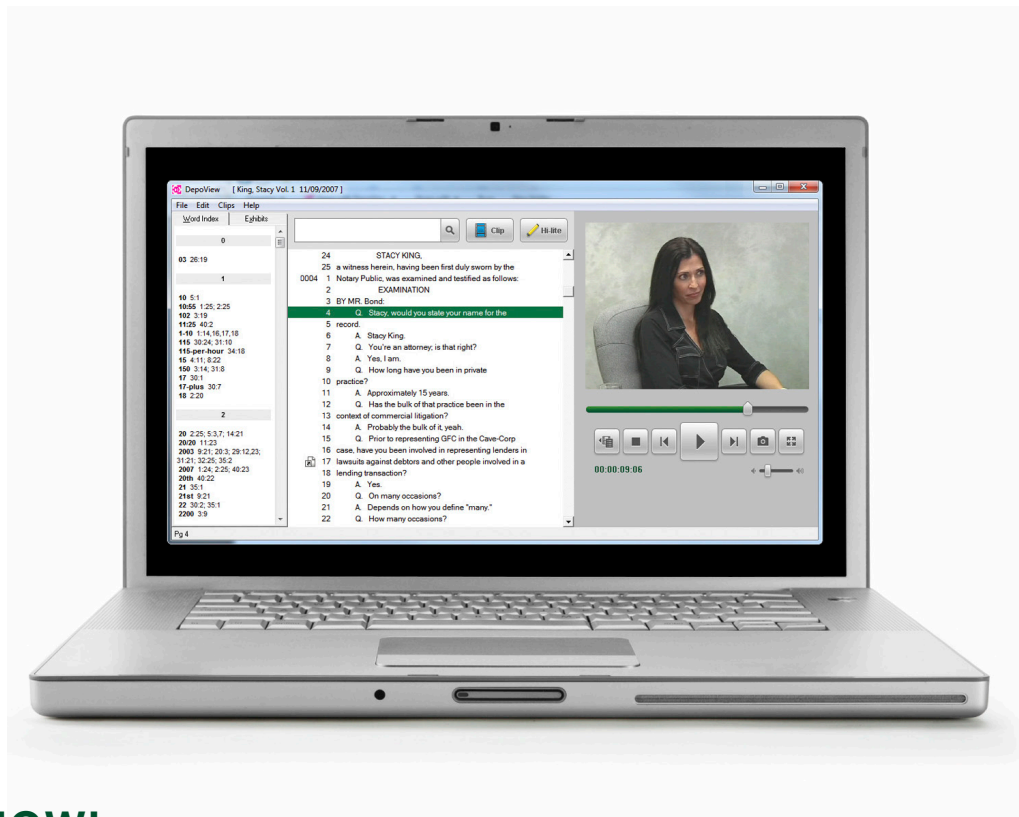 DepoView [ King, Stacy Vol. 1 11/09/2007 ]
File Edit Clips Help
Word Index Exhibits
0
03 26:19
1
10 5:1
10:55 1:25; 2:25
102 3:19
11:25 40:2
1-10 1:14,16,17,18
115 30:24; 31:10
115-per-hour 34:18
15 4:11; 8:22
150 3:14; 31:8
17 30:1
17-plus 30:7
18 2:20
2
20 2:25; 5:3,7; 14:21
20/20 11:23
2003 9:21; 20:3; 29:12,23;
31:21; 32:25; 35:2
2007 1:24; 2:25; 40:23
20th 40:22
21 35:1
21st 9:21
22 30:2; 35:1
2200 3:9
Clip Hi-lite
24 STACY KING,
25 a witness herein, having been first duly sworn by the
0004 1 Notary Public, was examined and testified as follows:
2 EXAMINATION
3 BY MR. Bond:
4 Q. Stacy, would you state your name for the
5 record.
6 A. Stacy King.
7 Q. You're an attorney; is that right?
8 A. Yes, I am.
9 Q. How long have you been in private
10 practice?
11 A. Approximately 15 years.
12 Q. Has the bulk of that practice been in the
13 context of commercial litigation?
14 A. Probably the bulk of it, yeah.
15 Q. Prior to representing GFC in the Cave-Corp
16 case, have you been involved in representing lenders in
17 lawsuits against debtors and other people involved in a
18 lending transaction?
19 A. Yes.
20 Q. On many occasions?
21 A. Depends on how you define "many."
22 Q. How many occasions?
00:00:09:06
Pg 4